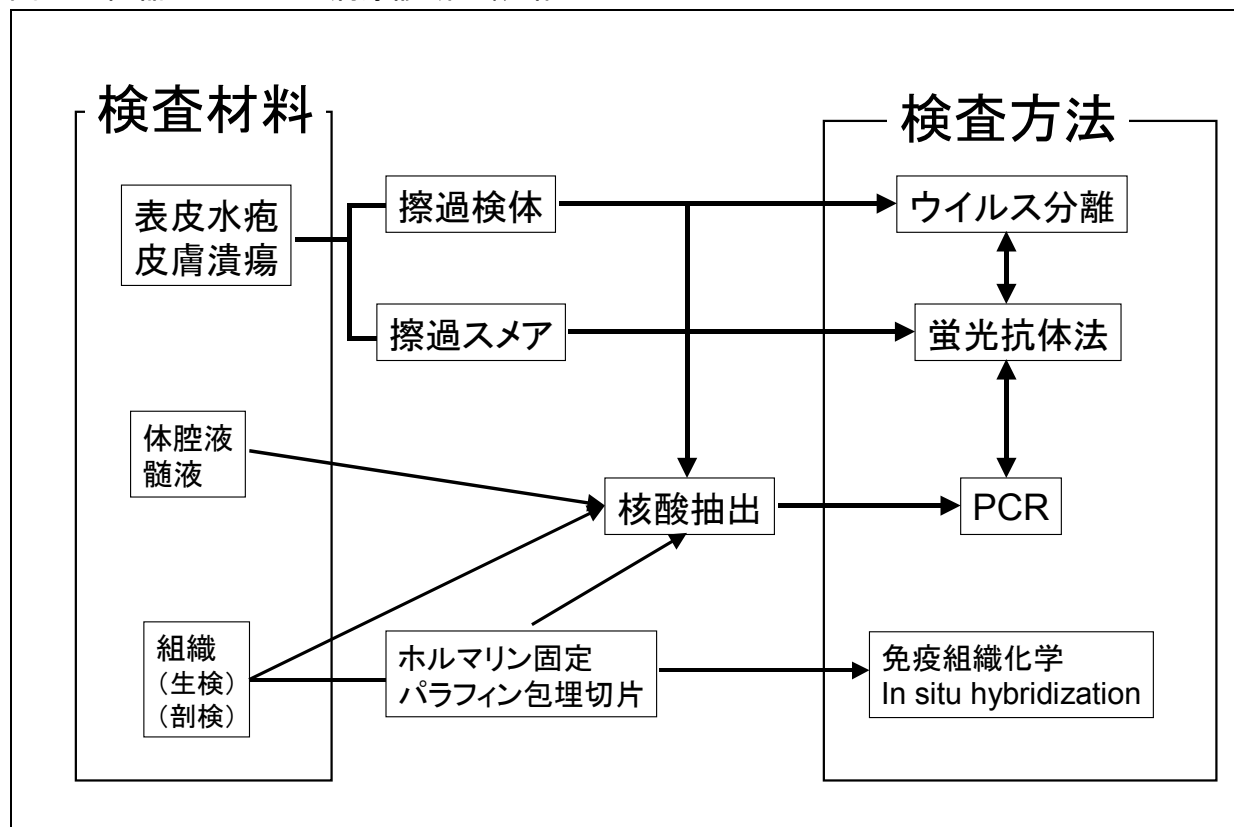 検査材料
検査方法
表皮水疱
皮膚潰瘍
擦過検体
ウイルス分離
擦過スメア
蛍光抗体法
体腔液
髄液
核酸抽出
PCR
組織
（生検）
（剖検）
ホルマリン固定
パラフィン包埋切片
免疫組織化学
In situ hybridization